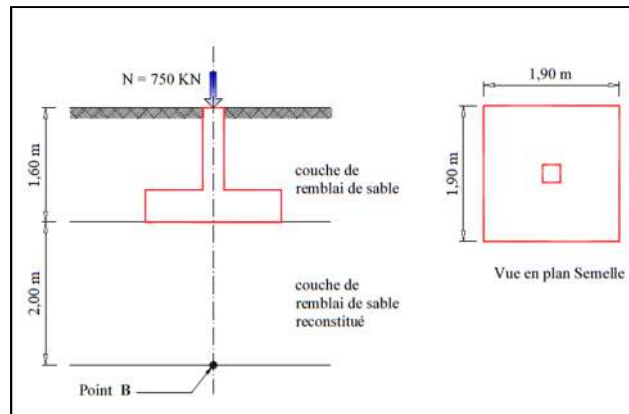 N = 750 KN
1,60 m
couche de
remblai de sable
2,00 m
couche de
remblai de sable
reconstitué
Point B
1,90 m
1,90 m
Vue en plan Semelle